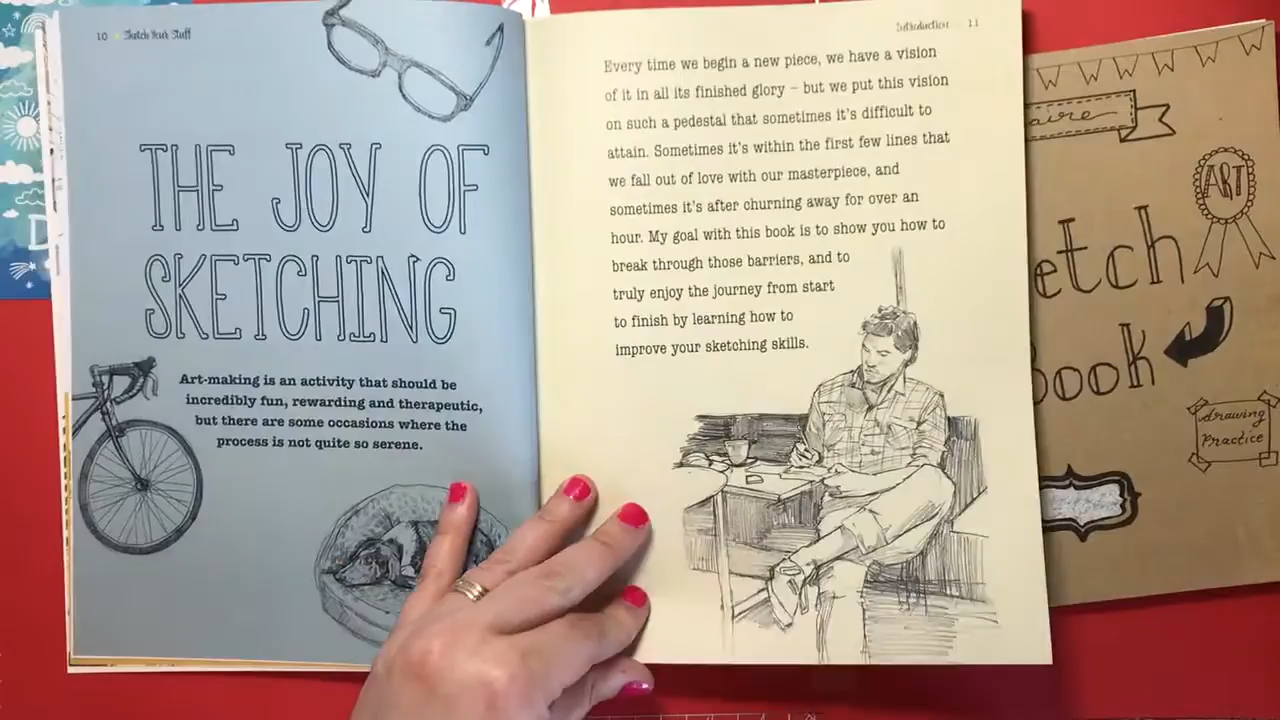 10 Sketch Your Stuff
THE JOY OF
SKETCHING
Art-making is an activity that should be
incredibly fun, rewarding and therapeutic,
but there are some occasions where the
process is not quite so serene.
Introduction 11
Every time we begin a new piece, we have a vision
of it in all its finished glory – but we put this vision
on such a pedestal that sometimes it's difficult to
attain. Sometimes it's within the first few lines that
we fall out of love with our masterpiece, and
sometimes it's after churning away for over an
hour. My goal with this book is to show you how to
break through those barriers, and to
truly enjoy the journey from start
to finish by learning how to
improve your sketching skills.
aire
ART
etch
book
drawing
Practice
D